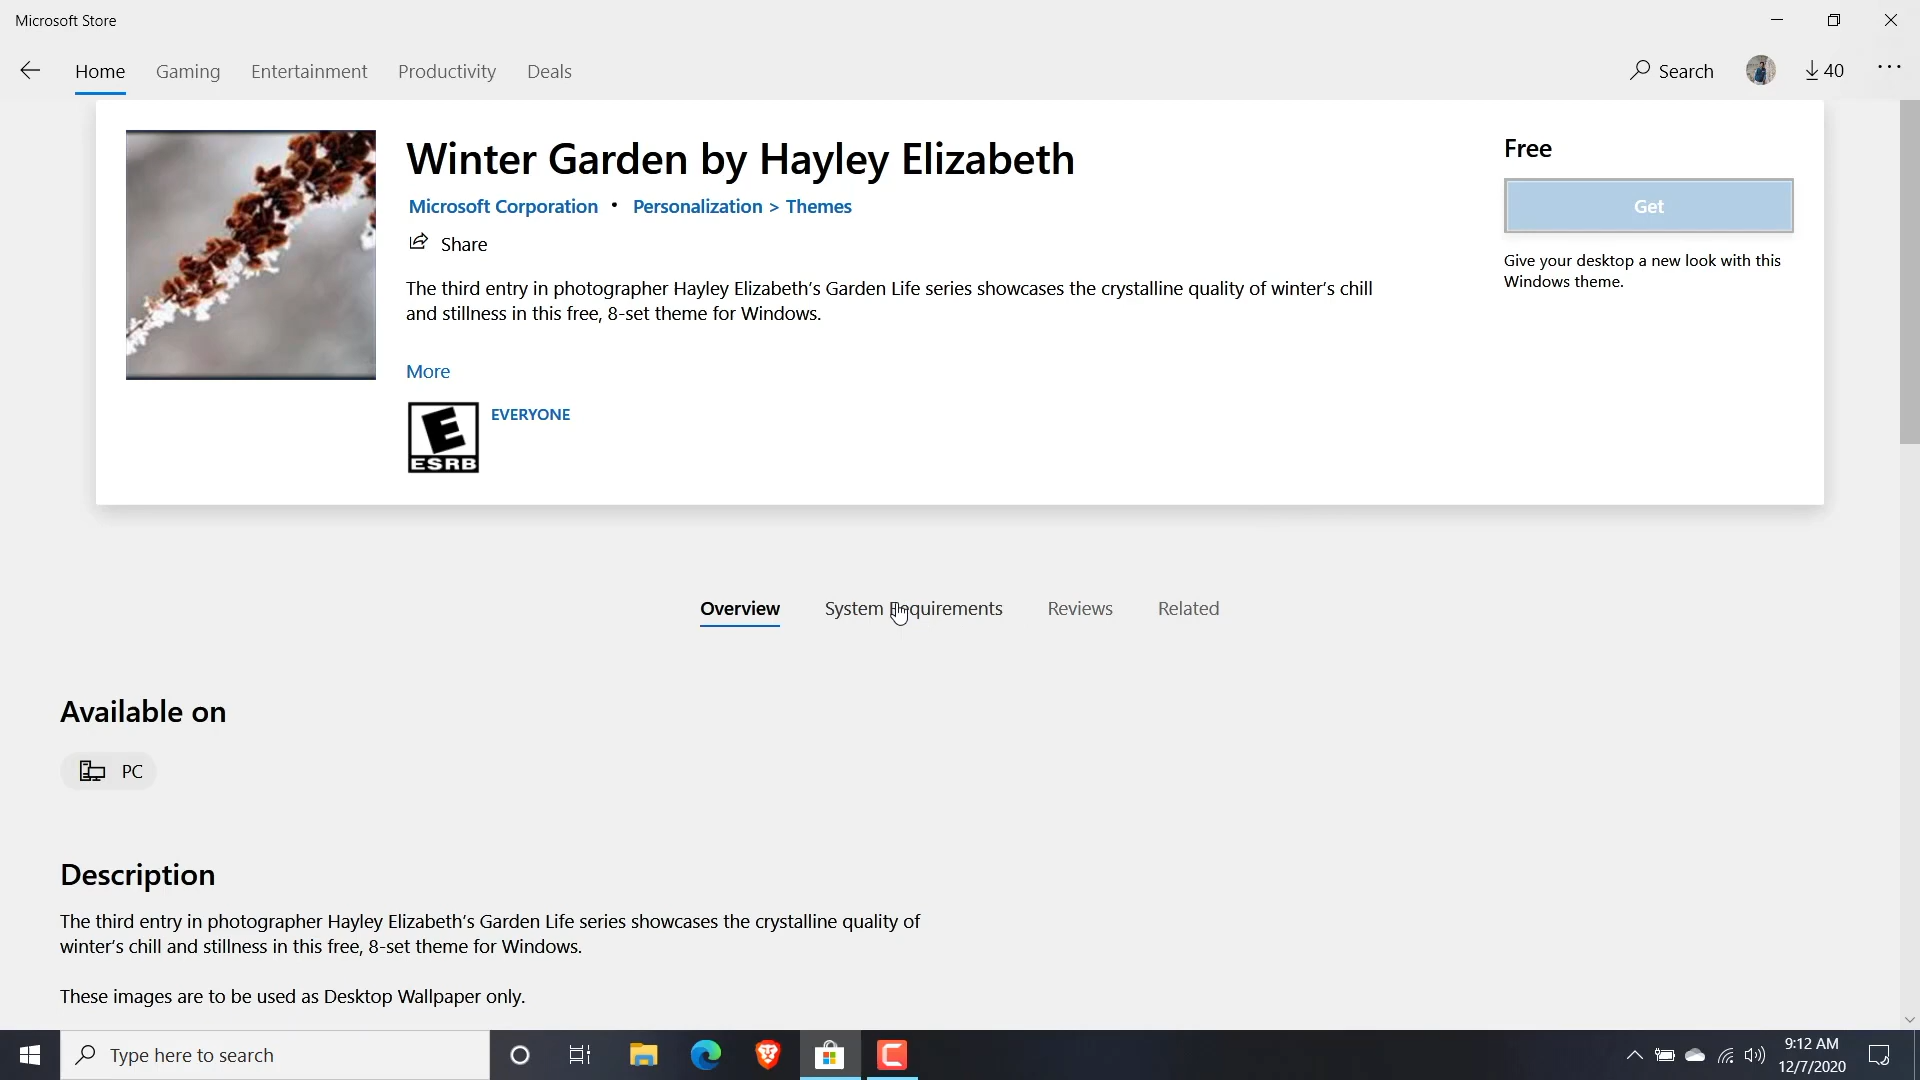 Microsoft Store
Home Gaming Entertainment Productivity Deals
Search 40
Winter Garden by Hayley Elizabeth
Microsoft Corporation • Personalization > Themes
Share
The third entry in photographer Hayley Elizabeth's Garden Life series showcases the crystalline quality of winter's chill
and stillness in this free, 8-set theme for Windows.
More
E
ESRB
EVERYONE
Free
Get
Give your desktop a new look with this
Windows theme.
Overview System Requirements Reviews Related
Available on
PC
Description
The third entry in photographer Hayley Elizabeth's Garden Life series showcases the crystalline quality of
winter's chill and stillness in this free, 8-set theme for Windows.
These images are to be used as Desktop Wallpaper only.
Type here to search
9:12 AM
12/7/2020